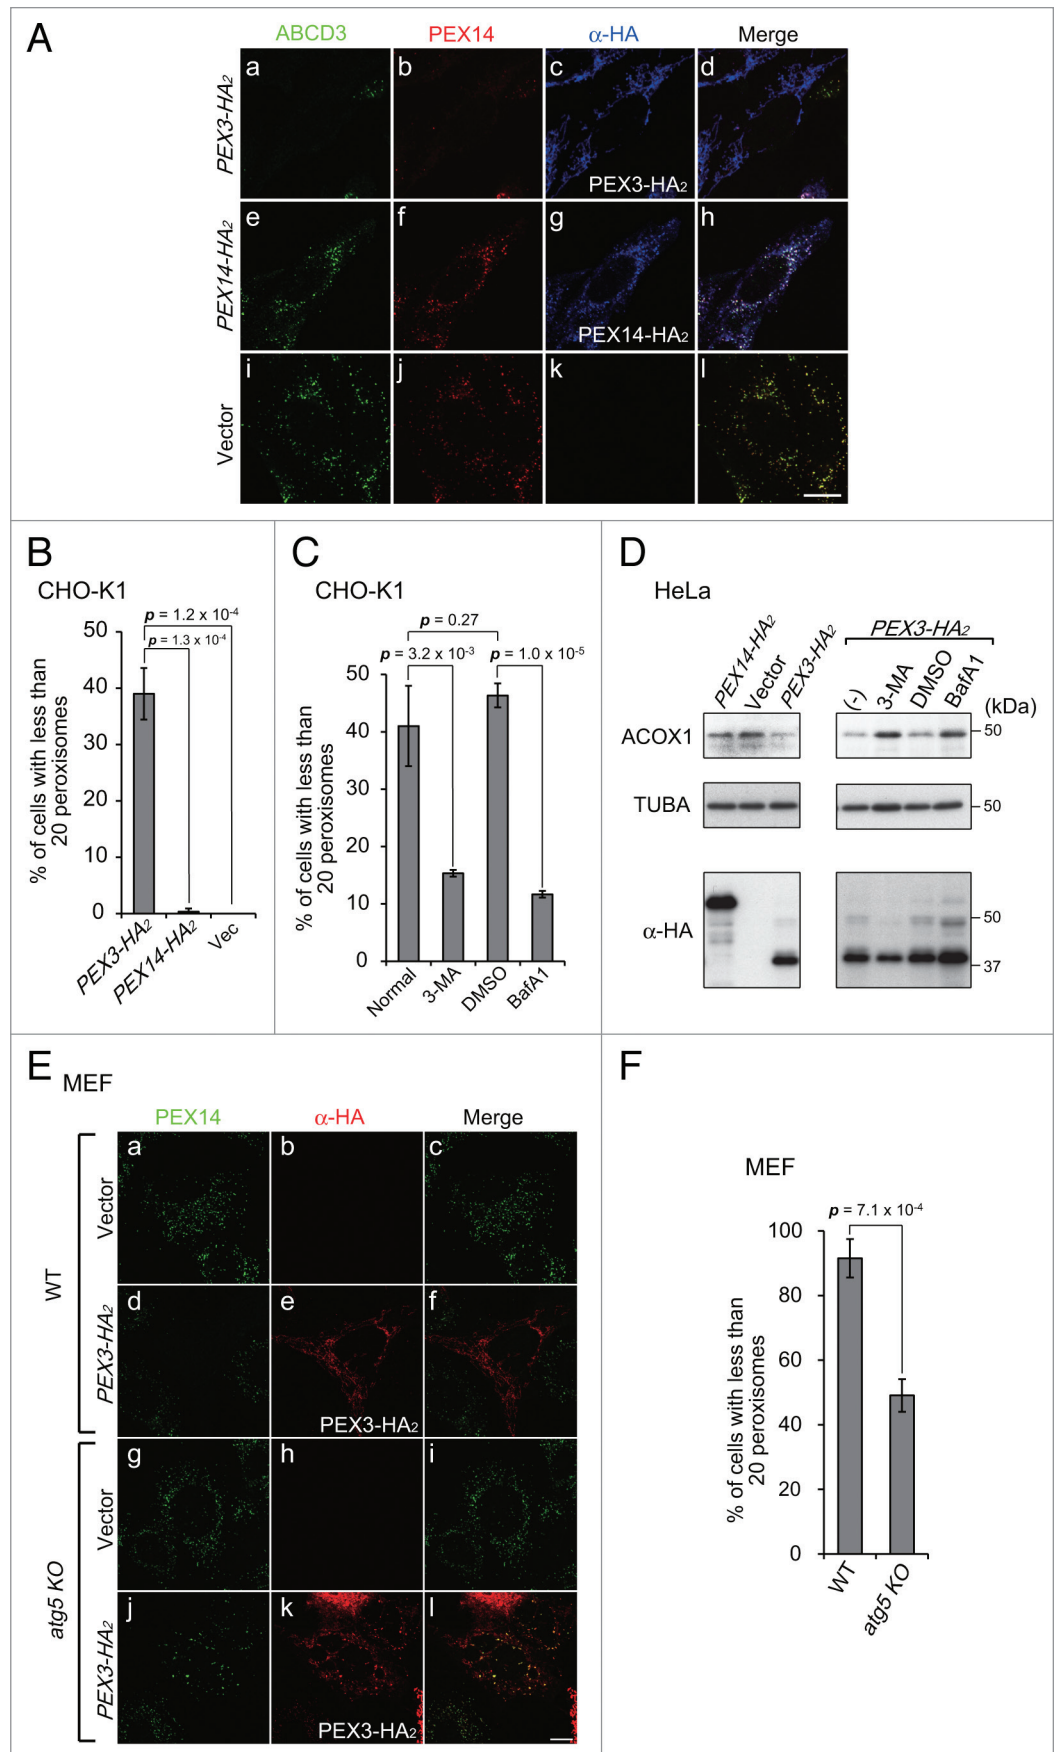 A
ABCD3 PEX14 α-HA Merge
PEX3-HA2
a b c d
PEX3-HA2
PEX14-HA2
e f g h
PEX14-HA2
Vector
i j k l
B
CHO-K1
p = 1.2 x 10-4
p = 1.3 x 10-4
% of cells with less than
20 peroxisomes
50
40
30
20
10
0
PEX3-HA2 PEX14-HA2 Vec
C
CHO-K1
p = 0.27
p = 3.2 x 10-3 p = 1.0 x 10-5
% of cells with less than
20 peroxisomes
50
40
30
20
10
0
Normal 3-MA DMSO BafA1
D
HeLa
PEX3-HA2
PEX14-HA2 Vector PEX3-HA2 (-) 3-MA DMSO BafA1 (kDa)
ACOX1 50
TUBA 50
α-HA 50
37
E
MEF
PEX14 α-HA Merge
WT
Vector
a b c
PEX3-HA2
d e f
PEX3-HA2
atg5 KO
Vector
g h i
PEX3-HA2
j k l
PEX3-HA2
F
MEF
p = 7.1 x 10-4
% of cells with less than
20 peroxisomes
100
80
60
40
20
0
WT atg5 KO